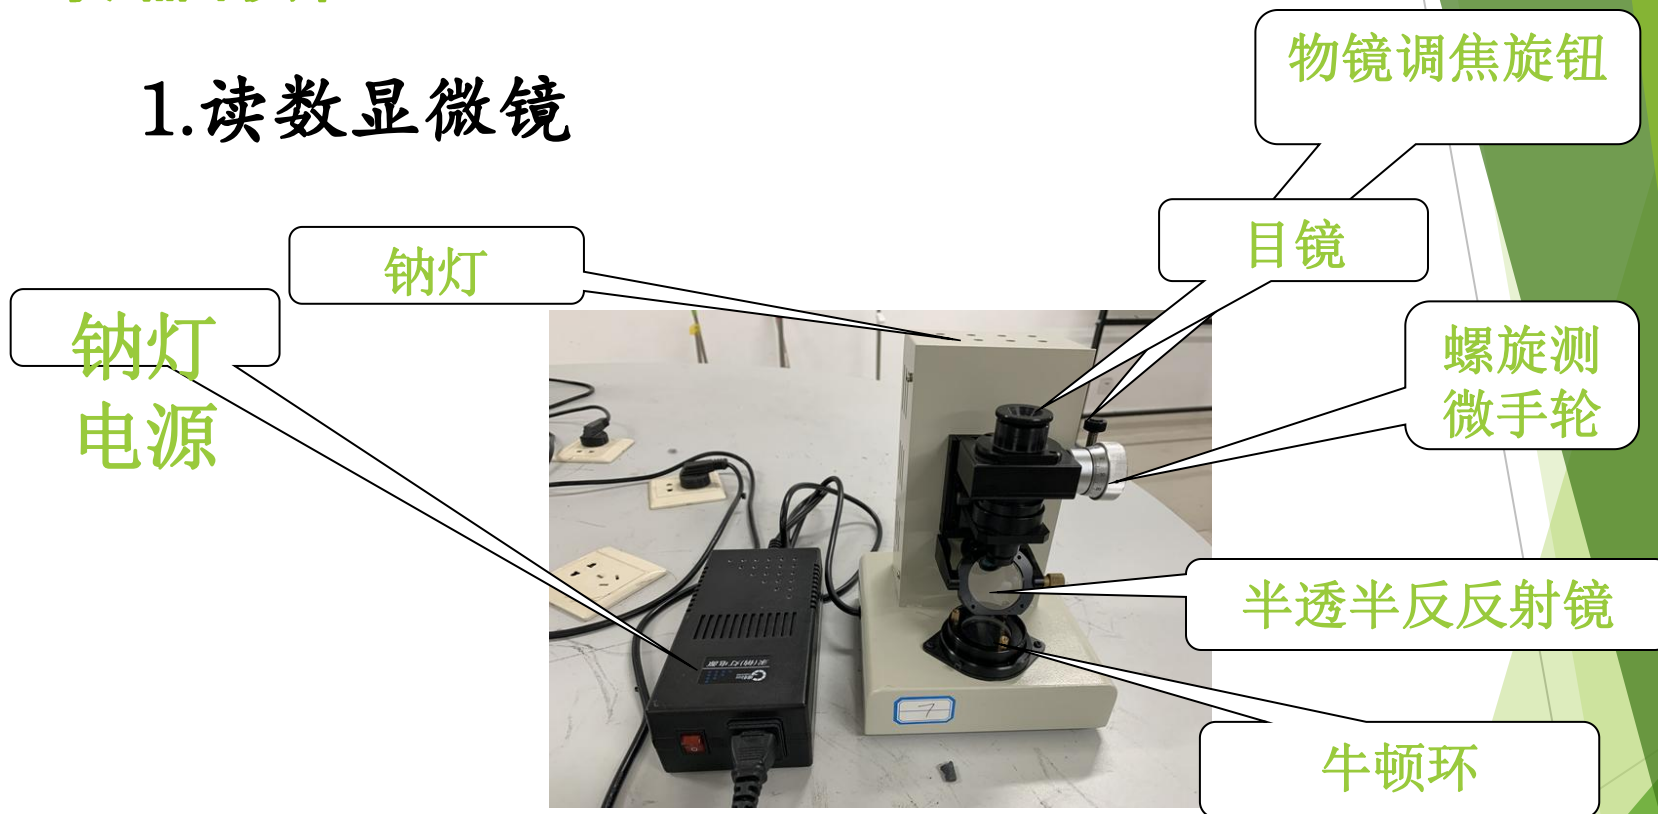 1.读数显微镜
物镜调焦旋钮
目镜
钠灯
钠灯
电源
螺旋测
微手轮
半透半反反射镜
牛顿环
7